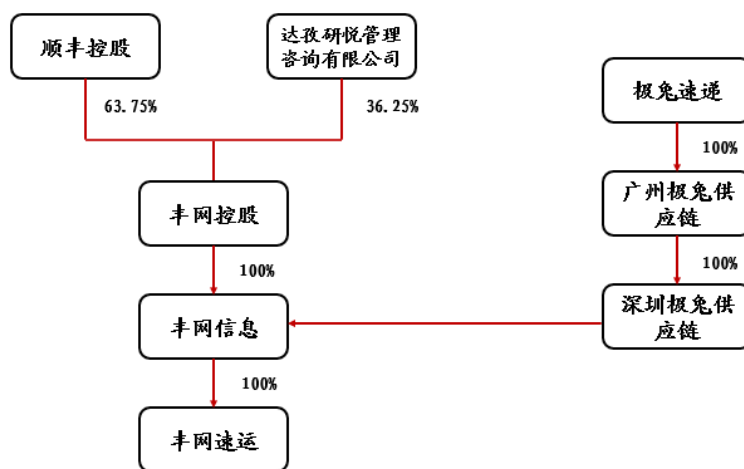 顺丰控股
达孜研悦管理
咨询有限公司
63.75%
36.25%
极兔速递
100%
广州极兔供
应链
丰网控股
100%
100%
深圳极兔供
应链
丰网信息
100%
丰网速运